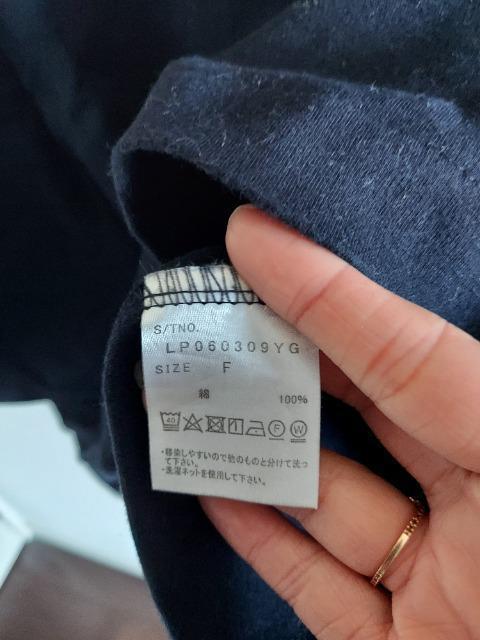 S/TNO.
LP060309YG
SIZE F
綿 100%
40 F W
・移染しやすいので他のものと分けて洗っ
て下さい。
・洗濯ネットを使用して下さい。